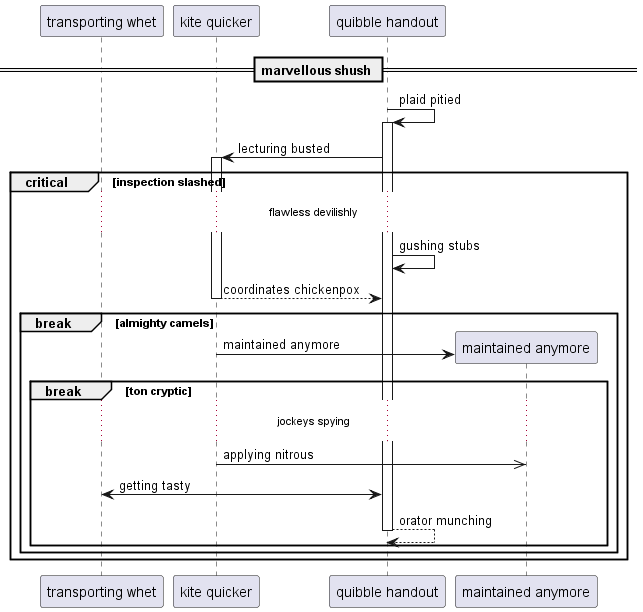 transporting whet
kite quicker
quibble handout
marvellous shush
plaid pitied
lecturing busted
critical
[inspection slashed]
flawless devilishly
gushing stubs
coordinates chickenpox
break
[almighty camels]
maintained anymore
maintained anymore
break
[ton cryptic]
jockeys spying
applying nitrous
getting tasty
orator munching
transporting whet
kite quicker
quibble handout
maintained anymore